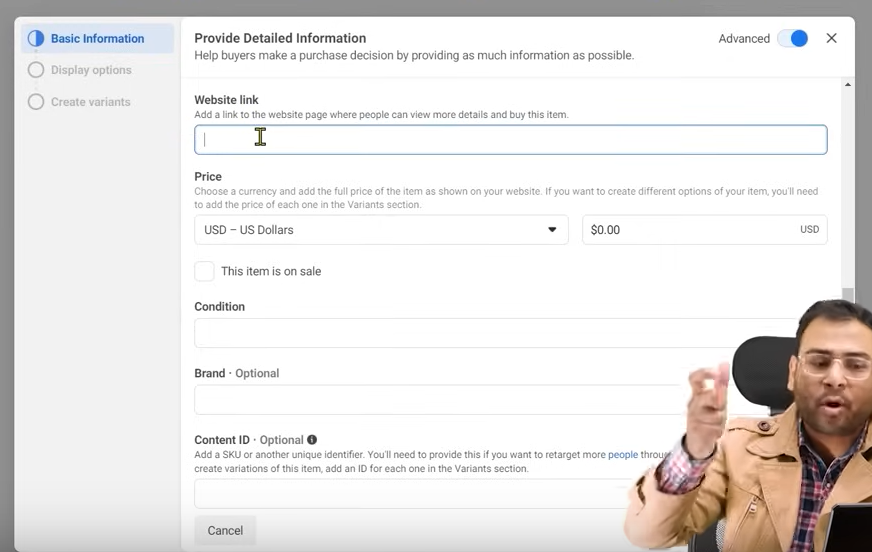 Basic Information
Display options
Create variants
Provide Detailed Information
Help buyers make a purchase decision by providing as much information as possible.
Advanced
Website link
Add a link to the website page where people can view more details and buy this item.
Price
Choose a currency and add the full price of the item as shown on your website. If you want to create different options of your item, you'll need
to add the price of each one in the Variants section.
USD – US Dollars
$0.00
USD
This item is on sale
Condition
Brand · Optional
Content ID · Optional
Add a SKU or another unique identifier. You'll need to provide this if you want to retarget more people
create variations of this item, add an ID for each one in the Variants section.
Cancel